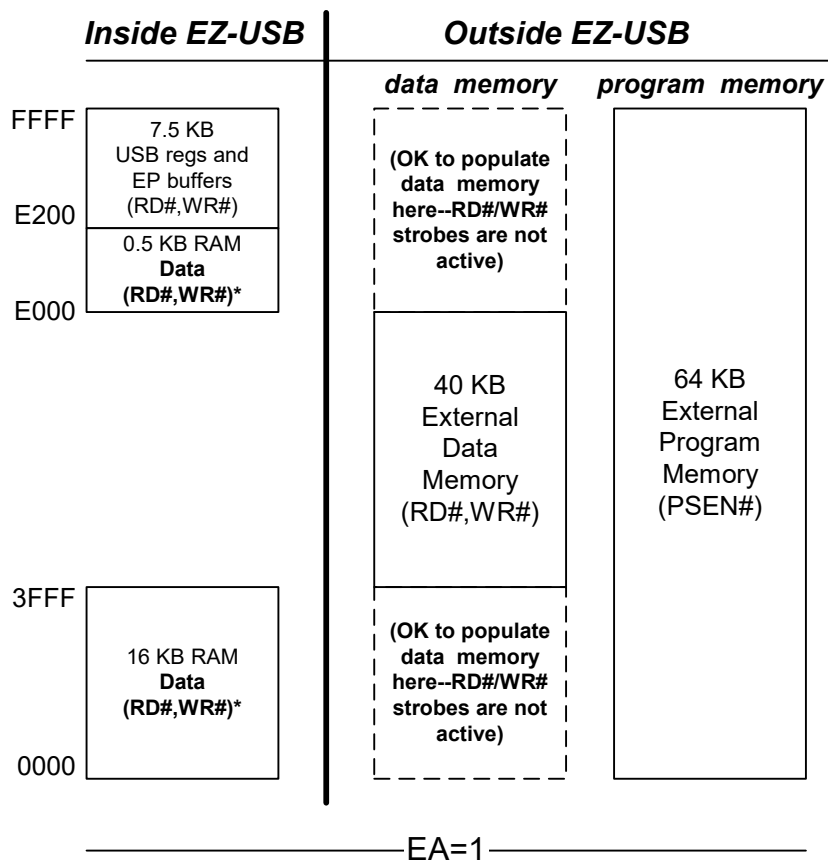 Inside EZ-USB
Outside EZ-USB
data memory
program memory
FFFF
7.5 KB
USB regs and
EP buffers
(RD#,WR#)
E200
0.5 KB RAM
Data
(RD#,WR#)*
E000
(OK to populate
data memory
here--RD#/WR#
strobes are not
active)
40 KB
External
Data
Memory
(RD#,WR#)
64 KB
External
Program
Memory
(PSEN#)
3FFF
16 KB RAM
Data
(RD#,WR#)*
0000
(OK to populate
data memory
here--RD#/WR#
strobes are not
active)
EA=1